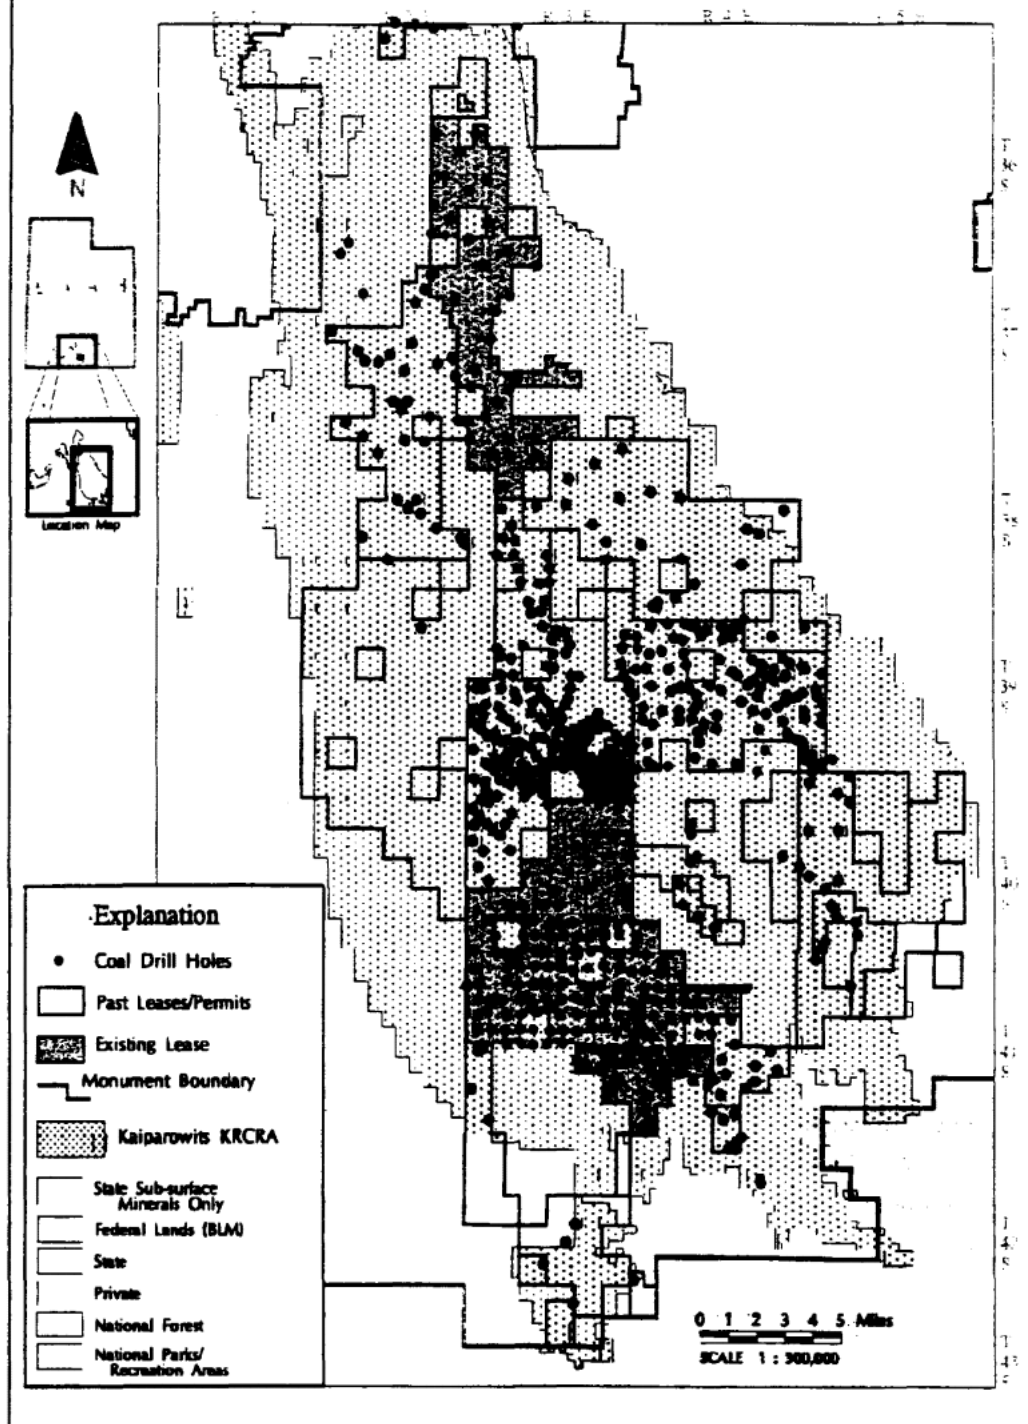 N
Location Map
Explanation
Coal Drill Holes
Past Leases/Permits
Existing Lease
Monument Boundary
Kaiparowits KRCRA
State Sub-surface
Minerals Only
Federal Lands (BLM)
State
Private
National Forest
National Parks/
Recreation Areas
0 1 2 3 4 5 Miles
SCALE 1 : 300,000